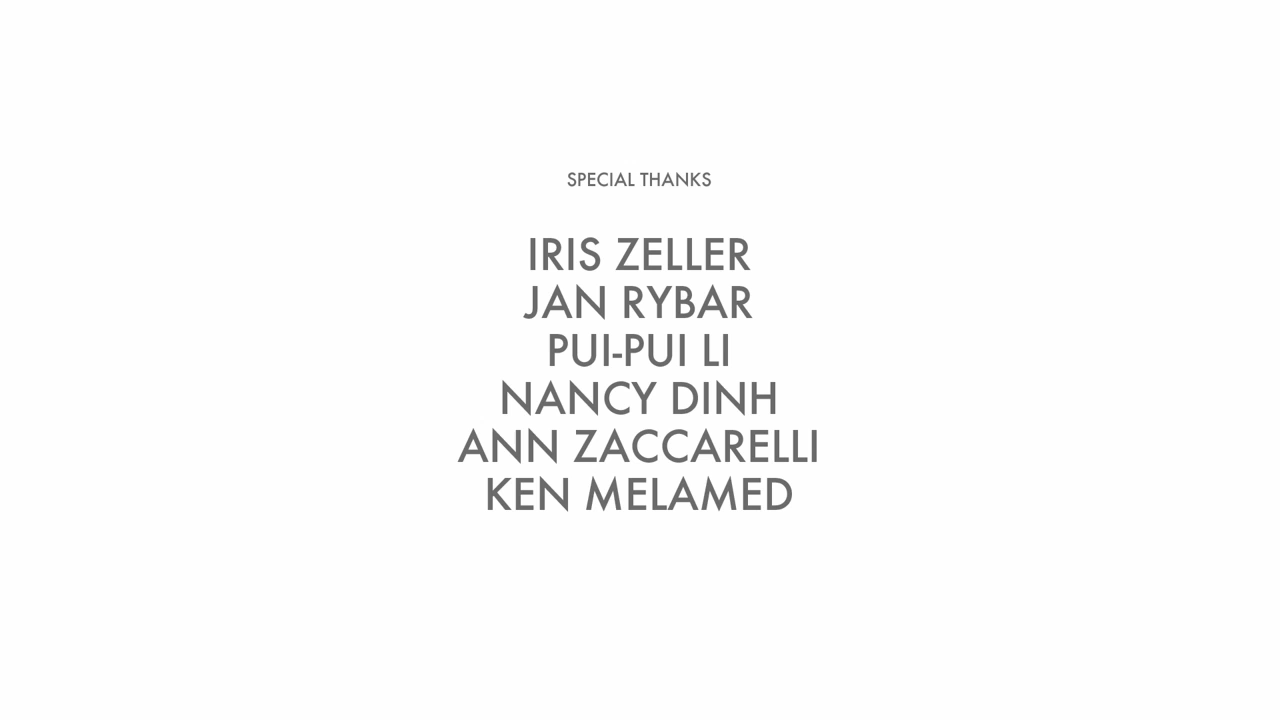 SPECIAL THANKS
IRIS ZELLER
JAN RYBAR
PUI-PUI LI
NANCY DINH
ANN ZACCARELLI
KEN MELAMED